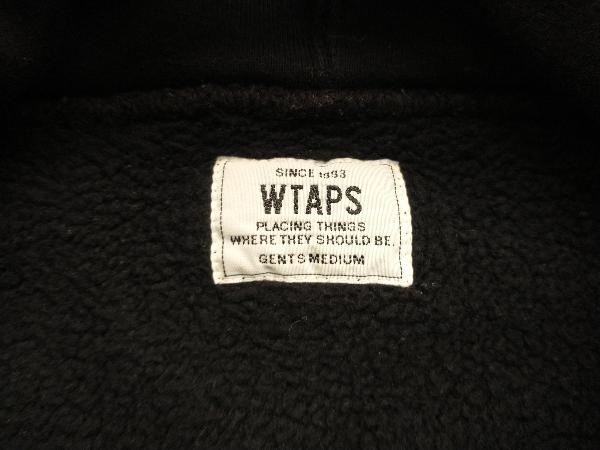 SINCE 1993
WTAPS
PLACING THINGS
WHERE THEY SHOULD BE.
GENTS MEDIUM